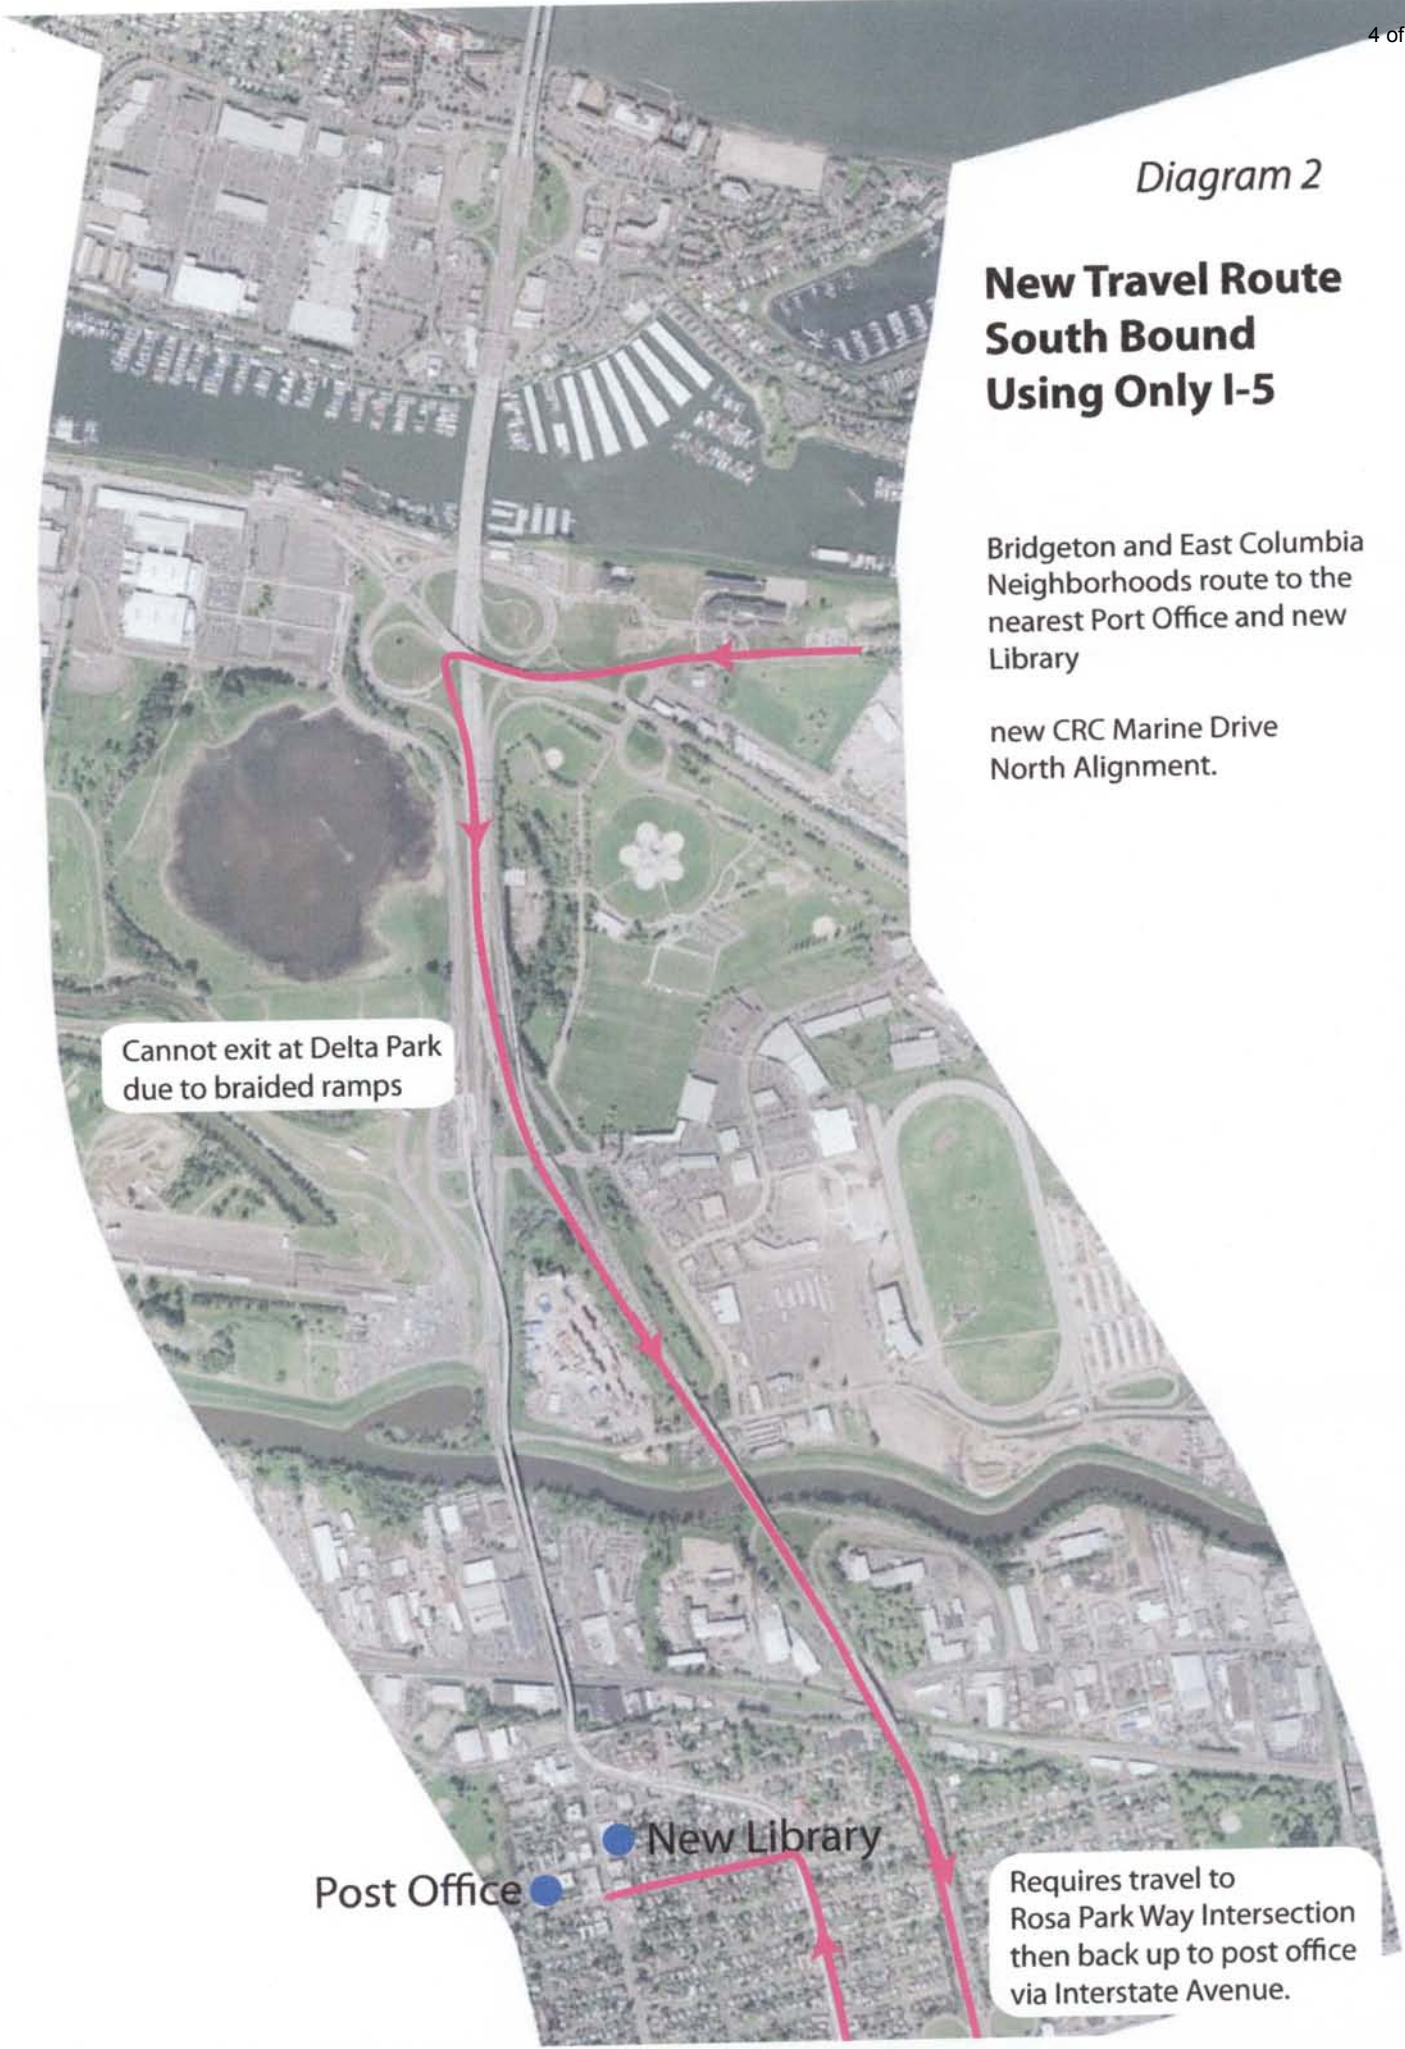 4 of
Diagram 2
New Travel Route
South Bound
Using Only I-5
Bridgeton and East Columbia
Neighborhoods route to the
nearest Port Office and new
Library
new CRC Marine Drive
North Alignment.
Cannot exit at Delta Park
due to braided ramps
New Library
Post Office
Requires travel to
Rosa Park Way Intersection
then back up to post office
via Interstate Avenue.